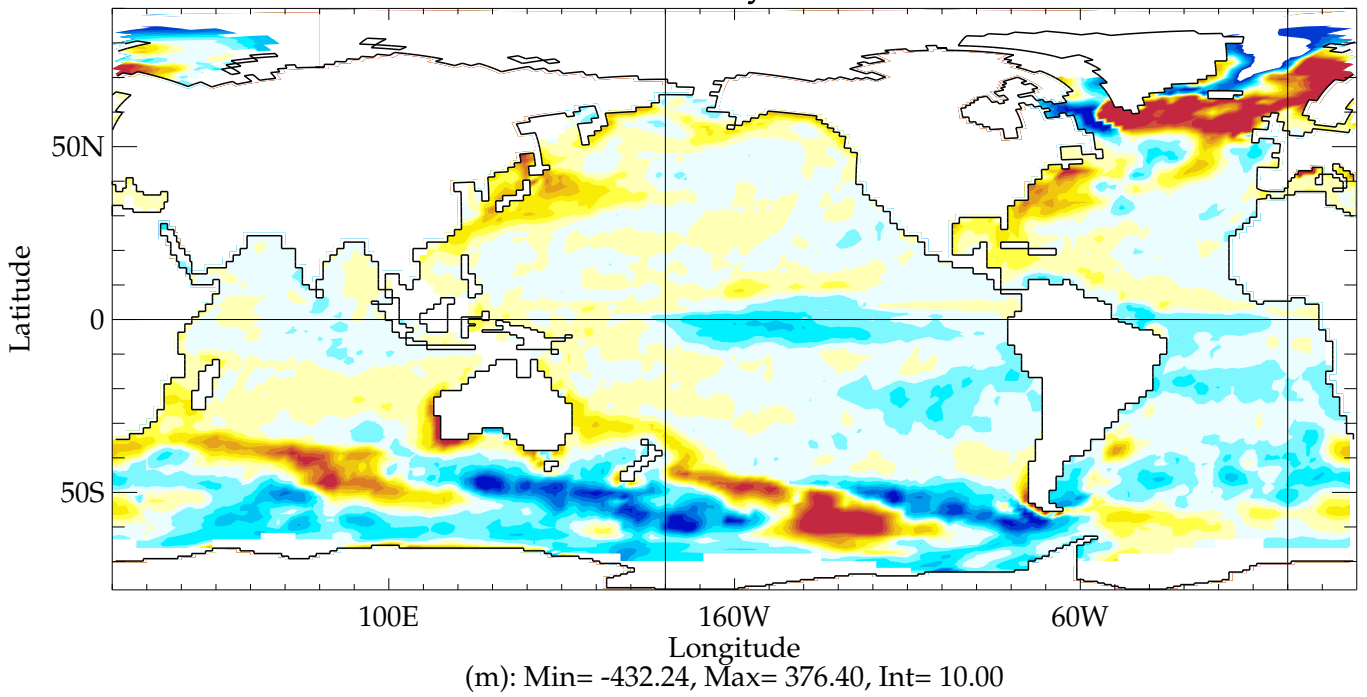 50N
0
50S
Latitude
100E
160W
60W
Longitude
(m): Min= -432.24, Max= 376.40, Int= 10.00